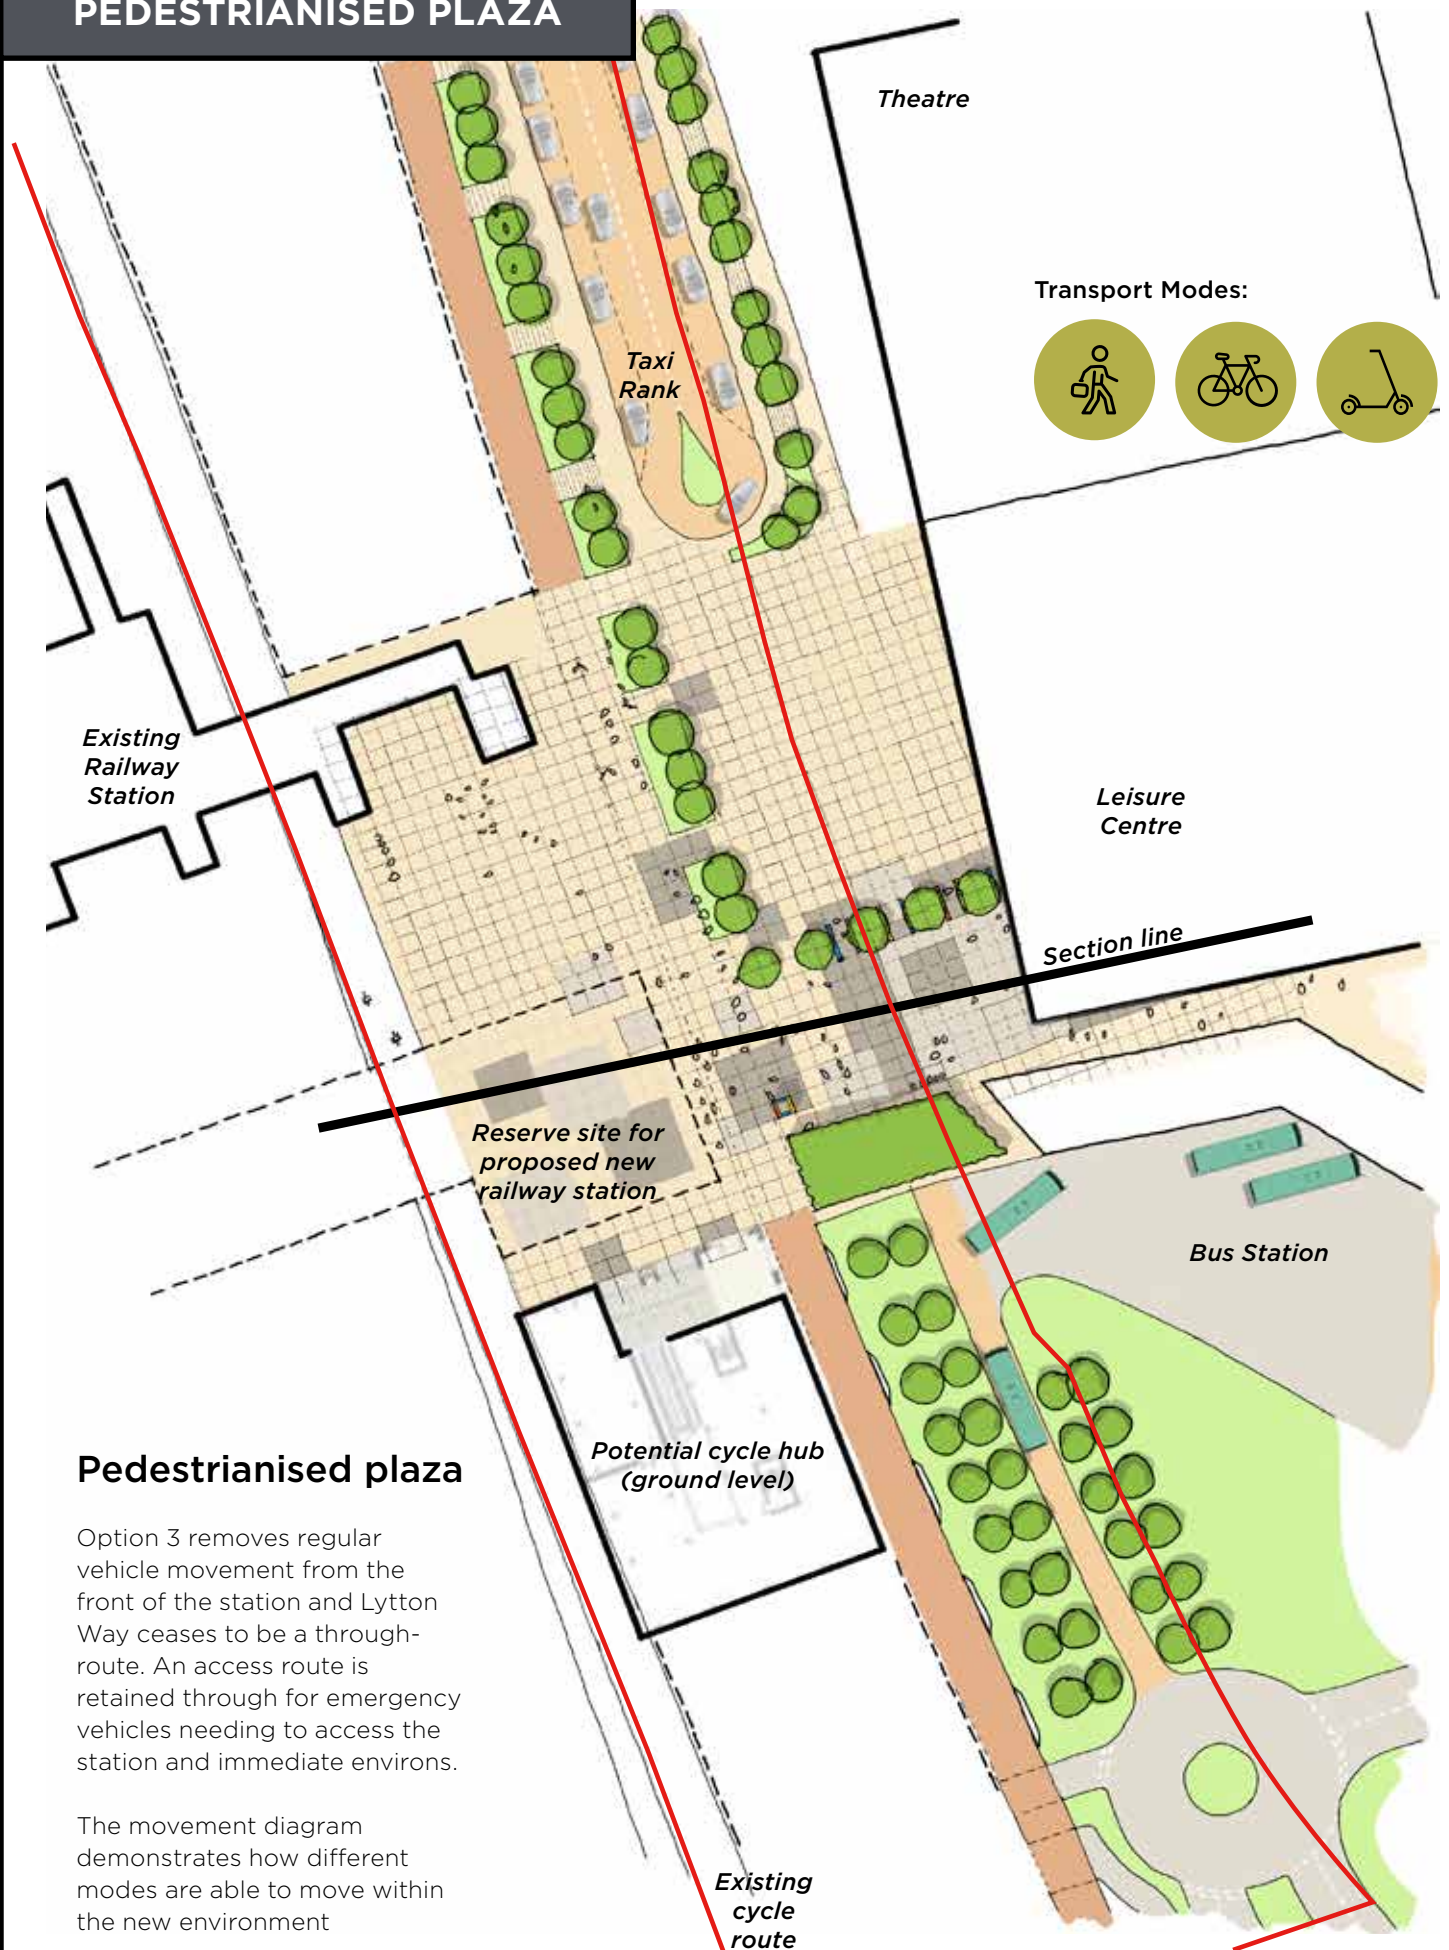 PEDESTRIANISED PLAZA
Theatre
Transport Modes:
Taxi
Rank
Existing
Railway
Station
Leisure
Centre
Section line
Reserve site for
proposed new
railway station
Bus Station
Potential cycle hub
(ground level)
Pedestrianised plaza
Option 3 removes regular
vehicle movement from the
front of the station and Lytton
Way ceases to be a through-
route. An access route is
retained through for emergency
vehicles needing to access the
station and immediate environs.
The movement diagram
demonstrates how different
modes are able to move within
the new environment
Existing
cycle
route